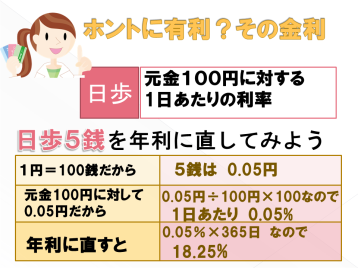 ホントに有利？その金利
日歩
元金１００円に対する
１日あたりの利率
日歩５銭を年利に直してみよう
１円＝100銭だから
５銭は 0.05円
元金100円に対して
0.05円だから
0.05円÷100円×100なので
１日あたり 0.05%
年利に直すと
0.05％×365日 なので
18.25%